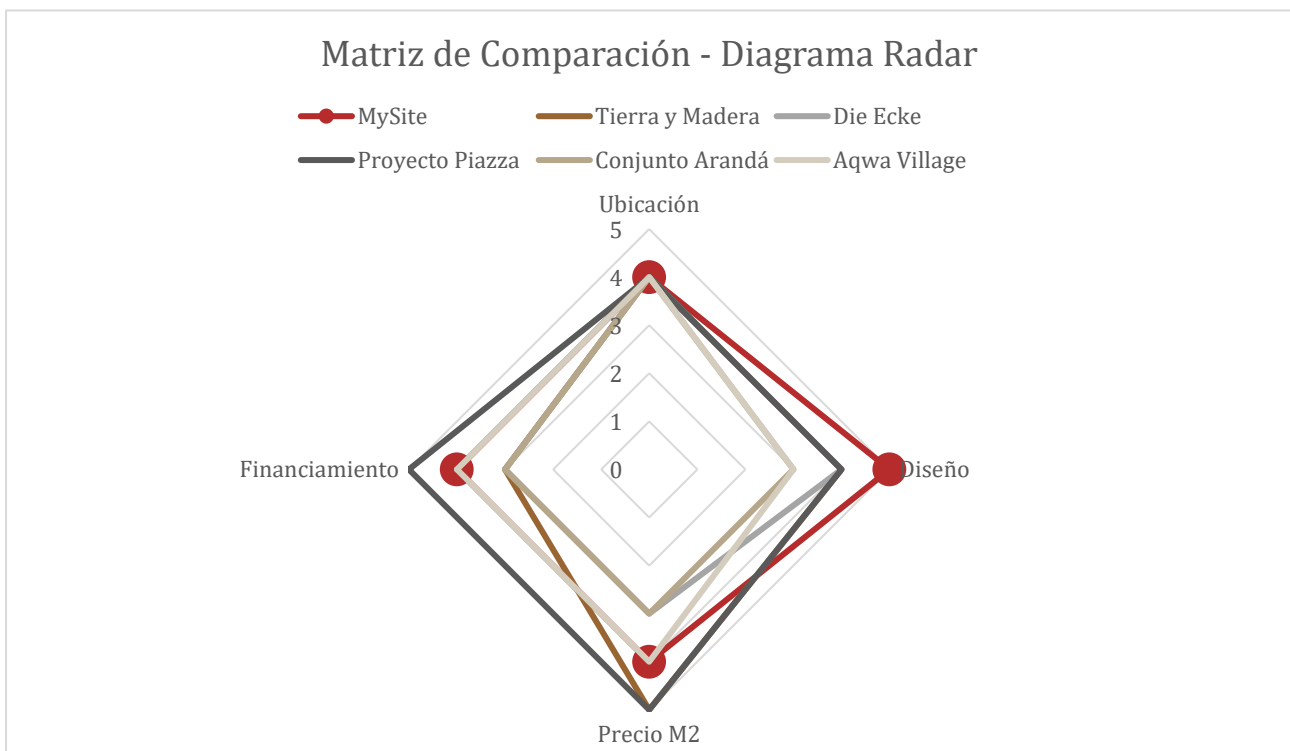 Matriz de Comparación - Diagrama Radar
MySite Tierra y Madera Die Ecke
Proyecto Piazza Conjunto Arandá Aqwa Village
Ubicación
5
4
3
2
1
Financiamiento 0 Diseño
Precio M2